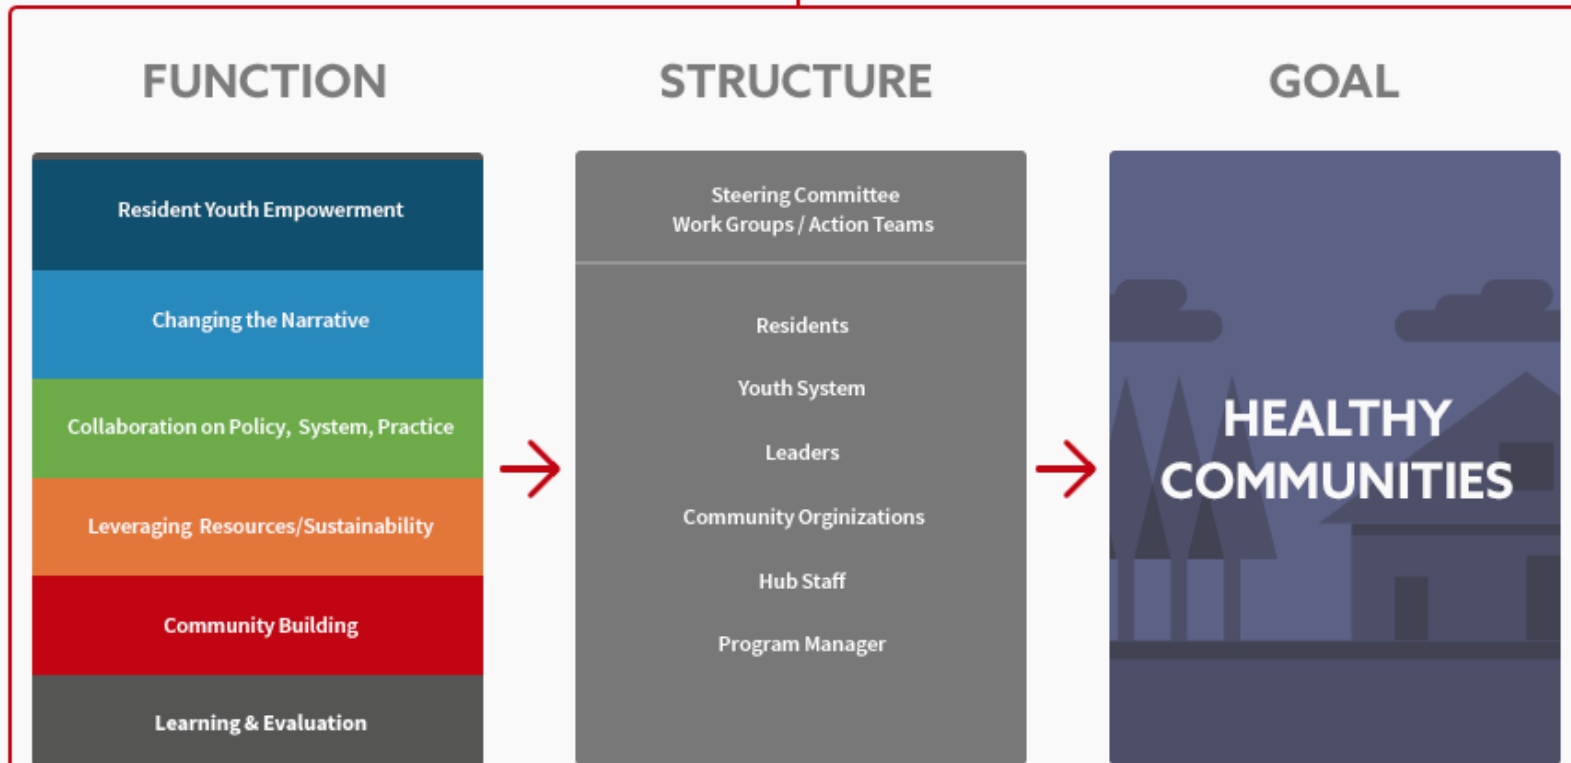 FUNCTION
Resident Youth Empowerment
Changing the Narrative
Collaboration on Policy, System, Practice
Leveraging Resources/Sustainability
Community Building
Learning & Evaluation
STRUCTURE
Steering Committee
Work Groups / Action Teams
Residents
Youth System
Leaders
Community Orginizations
Hub Staff
Program Manager
GOAL
HEALTHY
COMMUNITIES